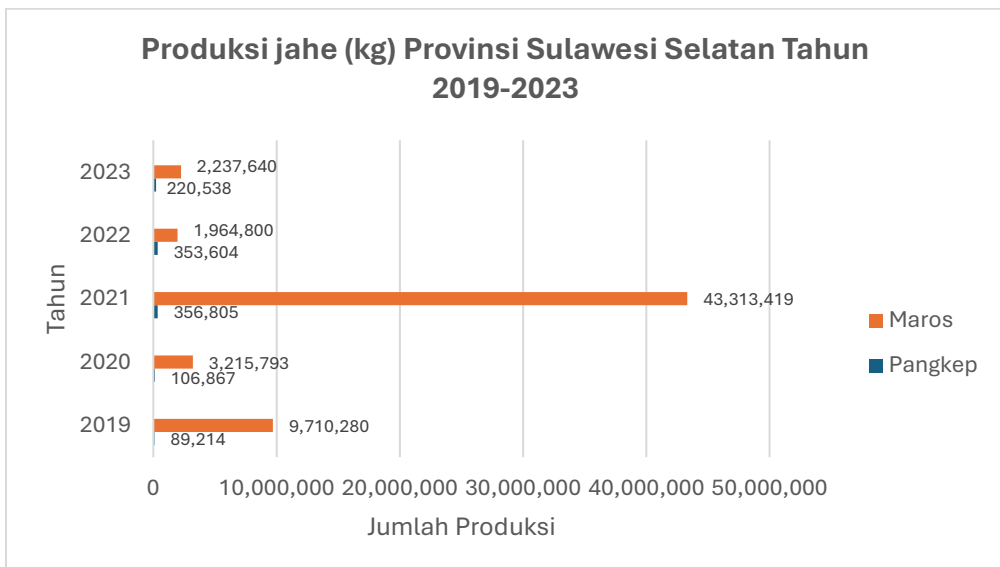 Produksi jahe (kg) Provinsi Sulawesi Selatan Tahun
2019-2023
2023
2,237,640
220,538
2022
1,964,800
353,604
2021
43,313,419
356,805
2020
3,215,793
106,867
2019
9,710,280
89,214
Tahun
0 10,000,000 20,000,000 30,000,000 40,000,000 50,000,000
Jumlah Produksi
Maros
Pangkep